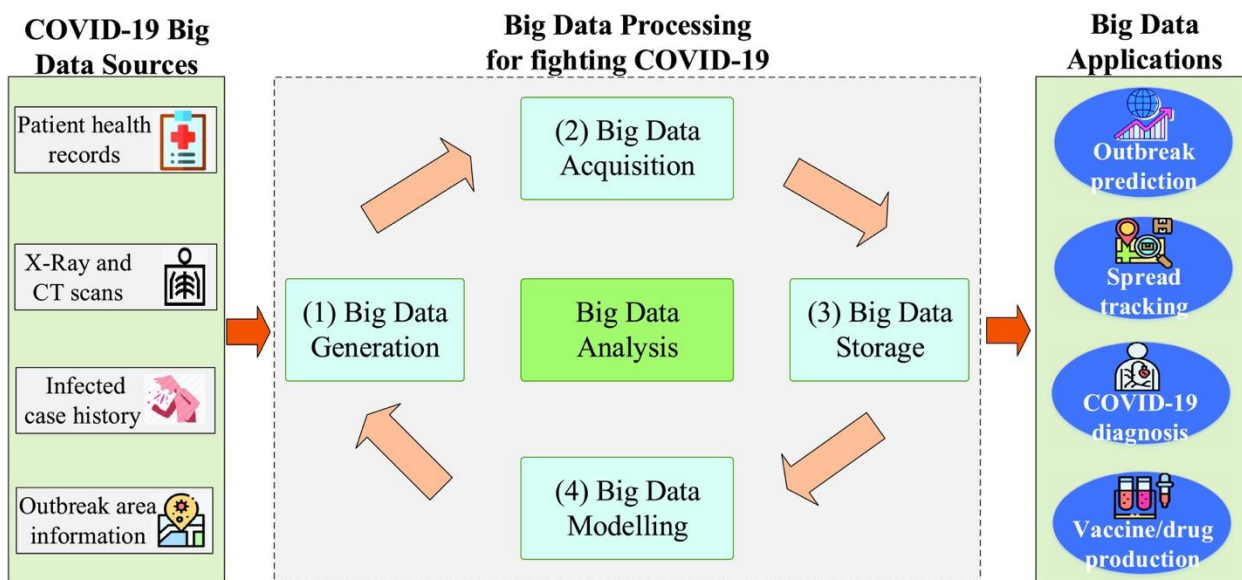 COVID-19 Big
Data Sources
Patient health
records
X-Ray and
CT scans
Infected
case history
Outbreak area
information
Big Data Processing
for fighting COVID-19
(1) Big Data
Generation
(2) Big Data
Acquisition
Big Data
Analysis
(3) Big Data
Storage
(4) Big Data
Modelling
Big Data
Applications
Outbreak
prediction
Spread
tracking
COVID-19
diagnosis
Vaccine/drug
production